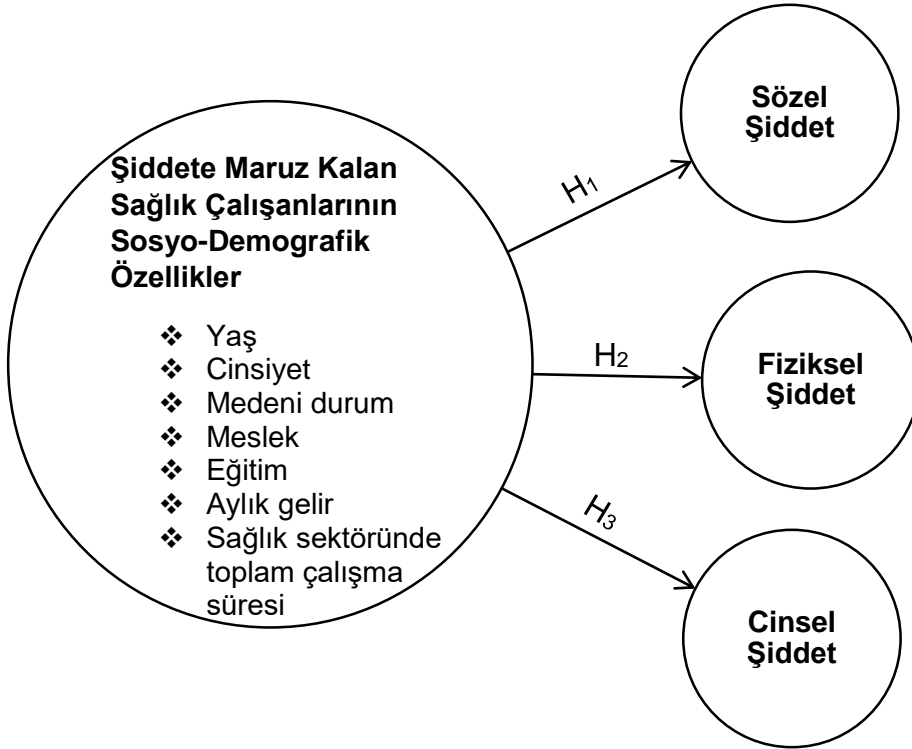 Şiddete Maruz Kalan
Sağlık Çalışanlarının
Sosyo-Demografik
Özellikler
❖ Yaş
❖ Cinsiyet
❖ Medeni durum
❖ Meslek
❖ Eğitim
❖ Aylık gelir
❖ Sağlık sektöründe
toplam çalışma
süresi
H₁
Sözel
Şiddet
H₂
Fiziksel
Şiddet
H₃
Cinsel
Şiddet